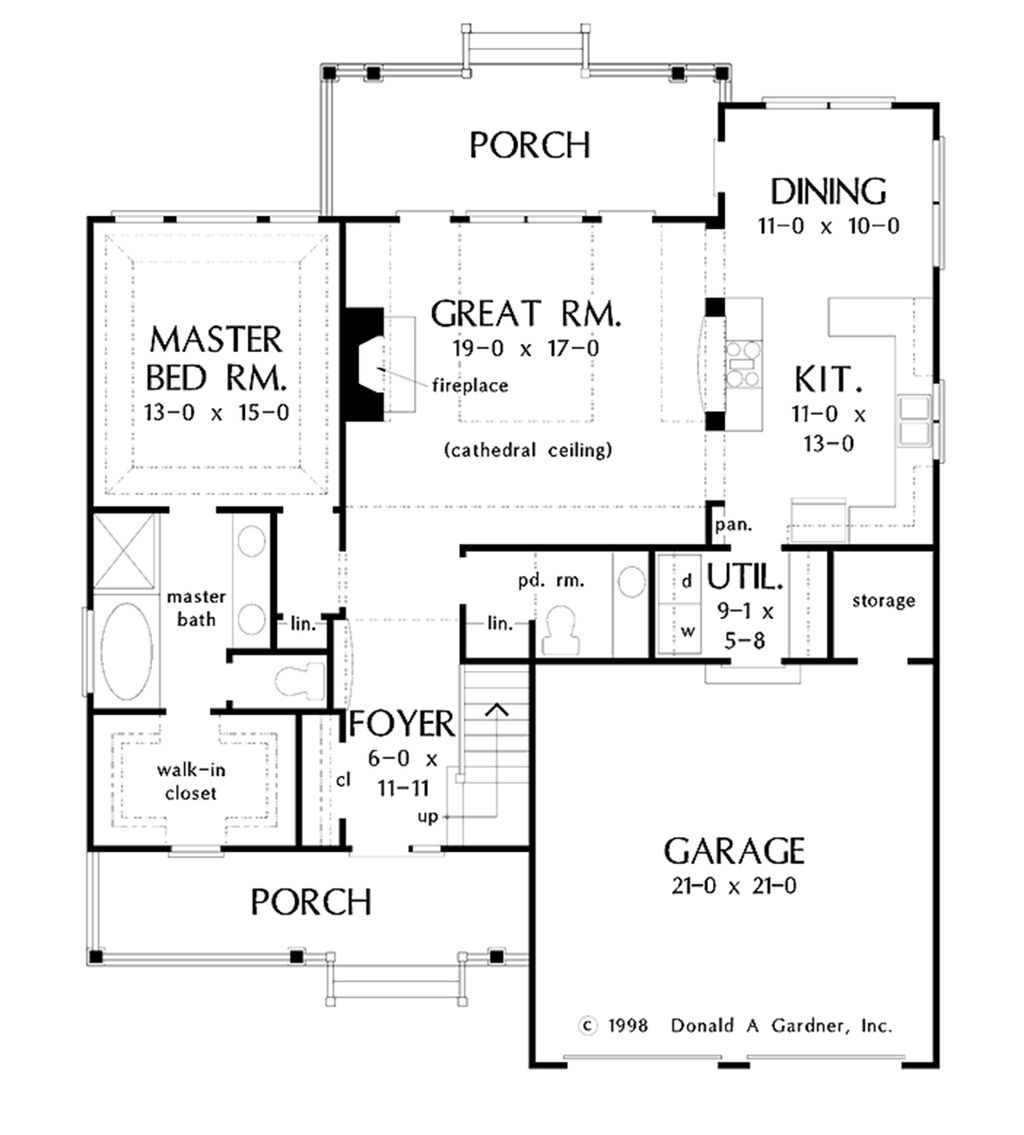 PORCH
DINING
11-0 x 10-0
GREAT RM.
19-0 x 17-0
fireplace
(cathedral ceiling)
MASTER
BED RM.
13-0 x 15-0
KIT.
11-0 x
13-0
pan.
master
bath
lin.
pd. rm.
lin.
d
w
UTIL.
9-1 x
5-8
storage
FOYER
6-0 x
11-11
cl
up
walk-in
closet
PORCH
GARAGE
21-0 x 21-0
© 1998 Donald A Gardner, Inc.